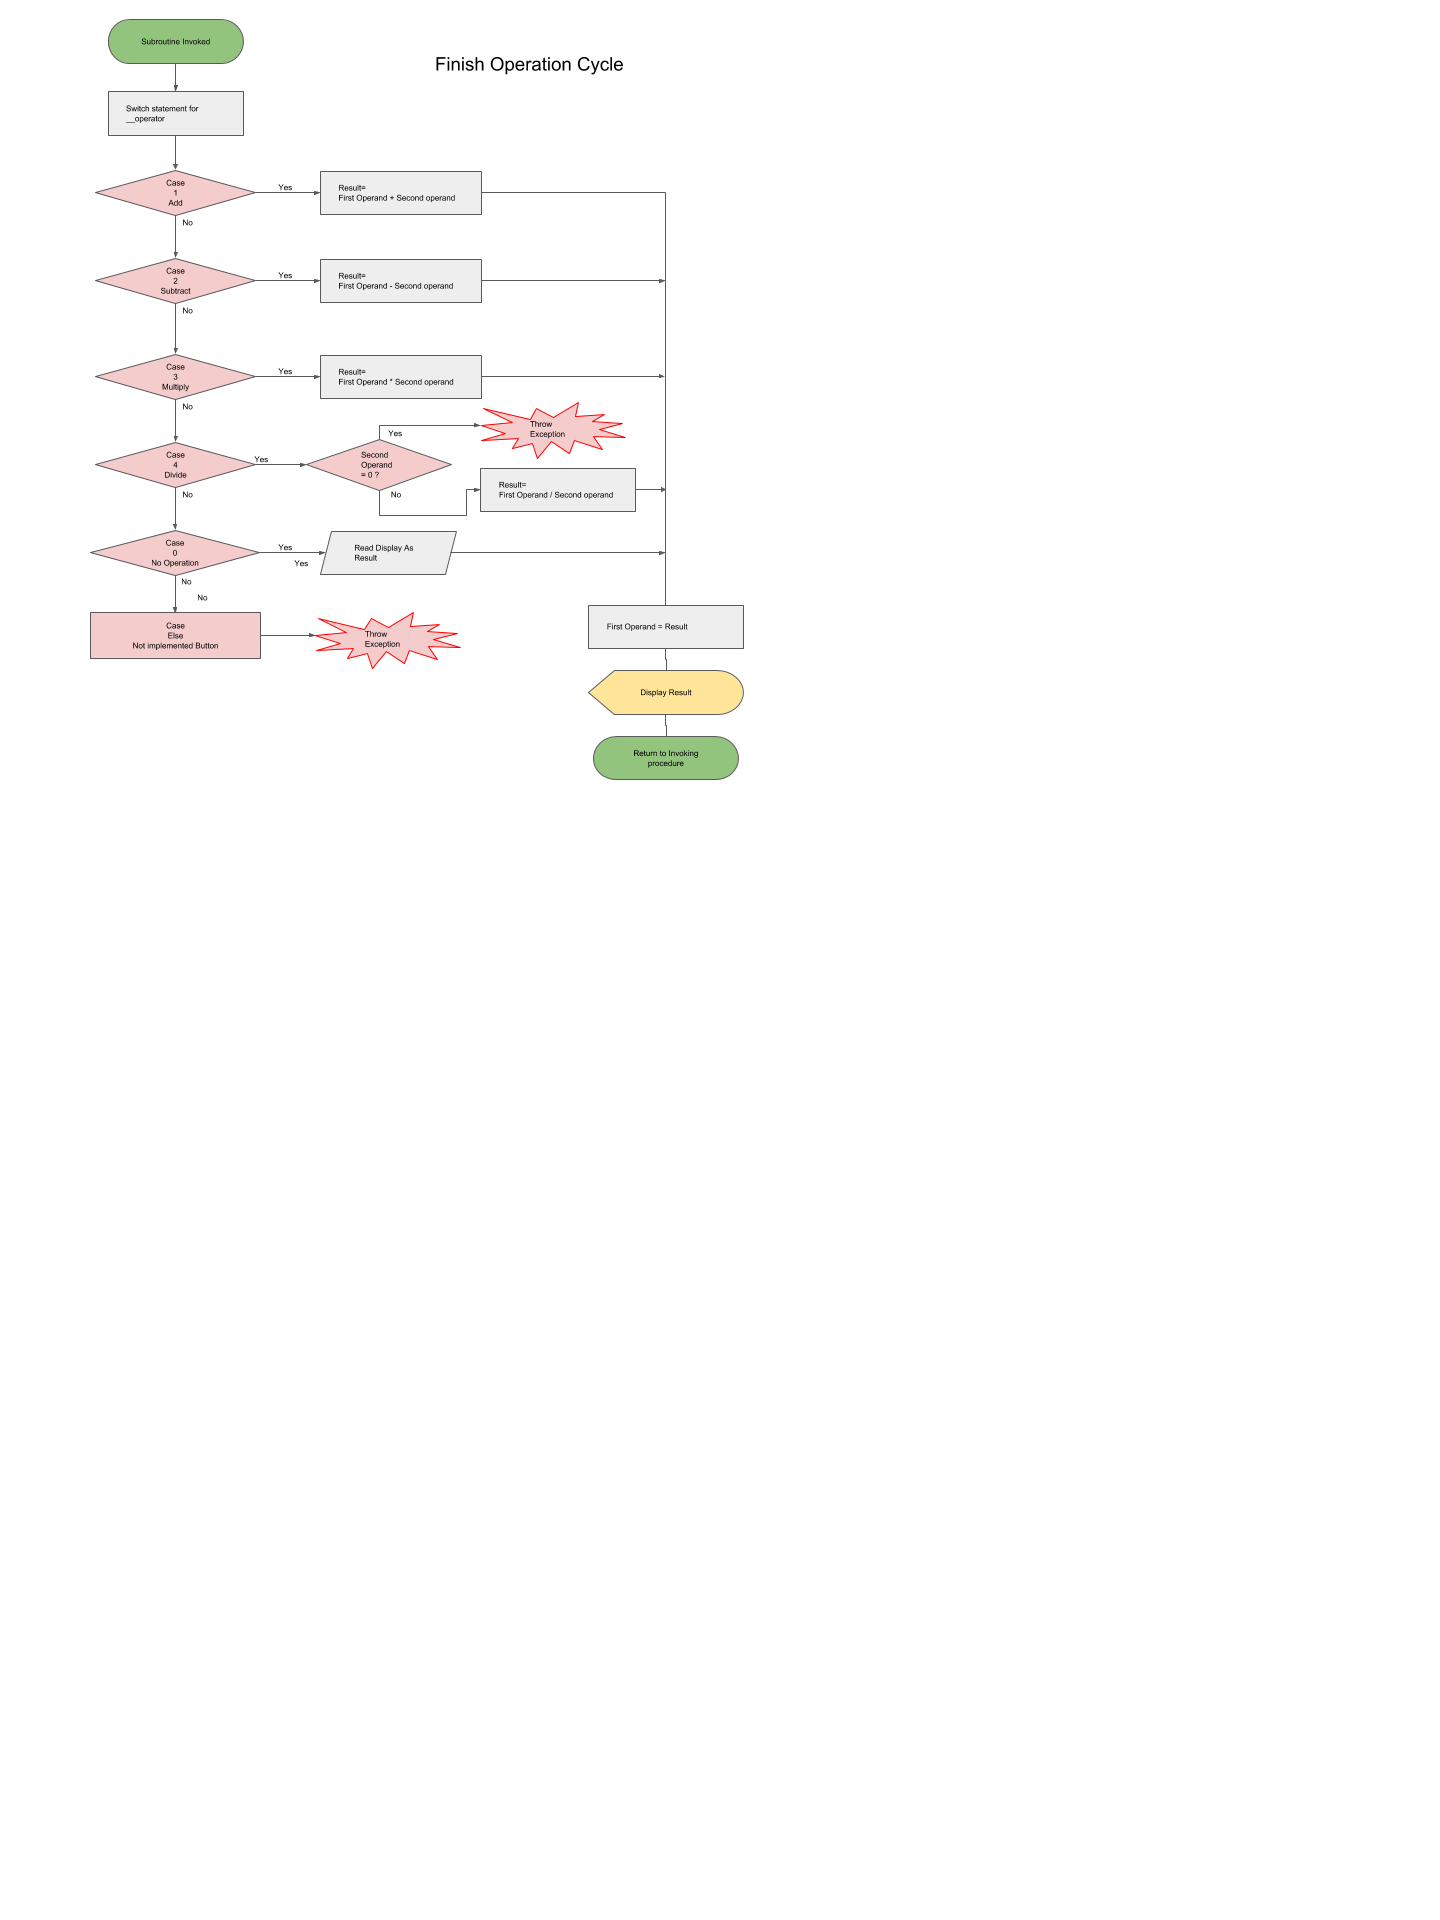 Subroutine Invoked
Finish Operation Cycle
Switch statement for
__operator
Case
1
Add
Yes
Result=
First Operand + Second operand
No
Case
2
Subtract
Yes
Result=
First Operand - Second operand
No
Case
3
Multiply
Yes
Result=
First Operand * Second operand
No
Case
4
Divide
Yes
Second
Operand
= 0 ?
Yes
Throw
Exception
No
Result=
First Operand / Second operand
No
Case
0
No Operation
Yes
Yes
Read Display As
Result
No
No
Case
Else
Not implemented Button
Throw
Exception
First Operand = Result
Display Result
Return to Invoking
procedure